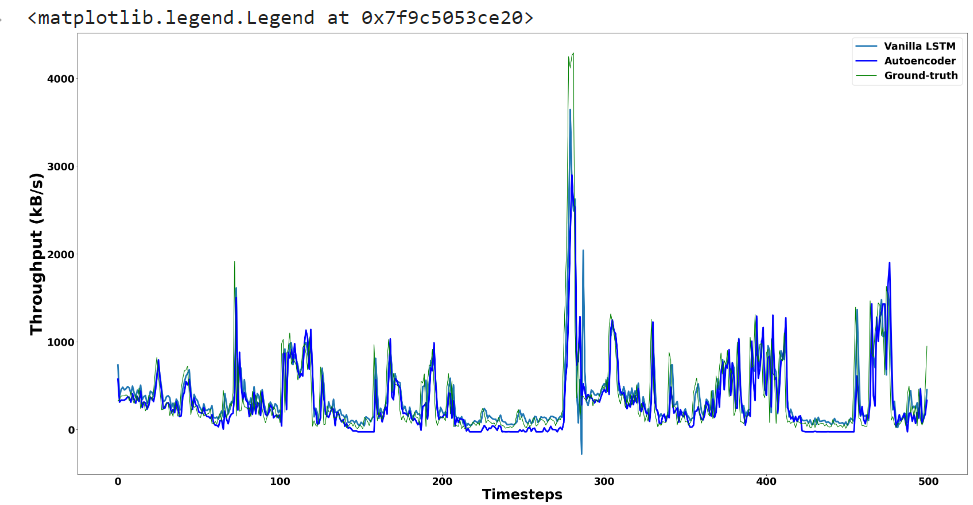 <matplotlib.legend.Legend at 0x7f9c5053ce20>
Vanilla LSTM
Autoencoder
Ground-truth
4000
3000
2000
1000
0
Throughput (kB/s)
0 100 200 300 400 500
Timesteps